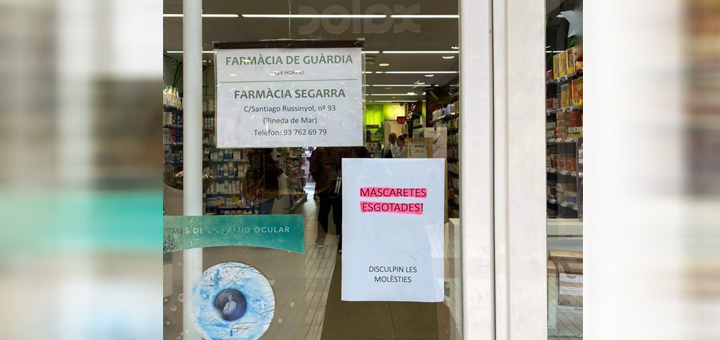 FARMÀCIA DE GUÀRDIA
FARMÀCIA SEGARRA
C/Santiago Russinyol, nº 93
(Pineda de Mar)
Telèfon: 93 762 69 79
MASCARETES
ESGOTADES!
DISCULPIN LES
MOLÈSTIES
OCULAR